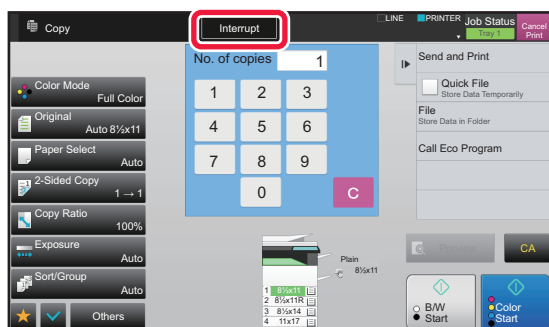 Copy
Interrupt
LINE
PRINTER
Job Status
Tray 1
Cancel
Print
No. of copies
1
1 2 3
4 5 6
7 8 9
0 C
Color Mode
Full Color
Original
Auto 8½x11
Paper Select
Auto
2-Sided Copy
1→1
Copy Ratio
100%
Exposure
Auto
Sort/Group
Auto
Others
Send and Print
Quick File
Store Data Temporarily
File
Store Data in Folder
Call Eco Program
Plain
8½x11
1 8½x11
2 8½x11R
3 8½x14
4 11x17
Preview
CA
B/W
Start
Color
Start